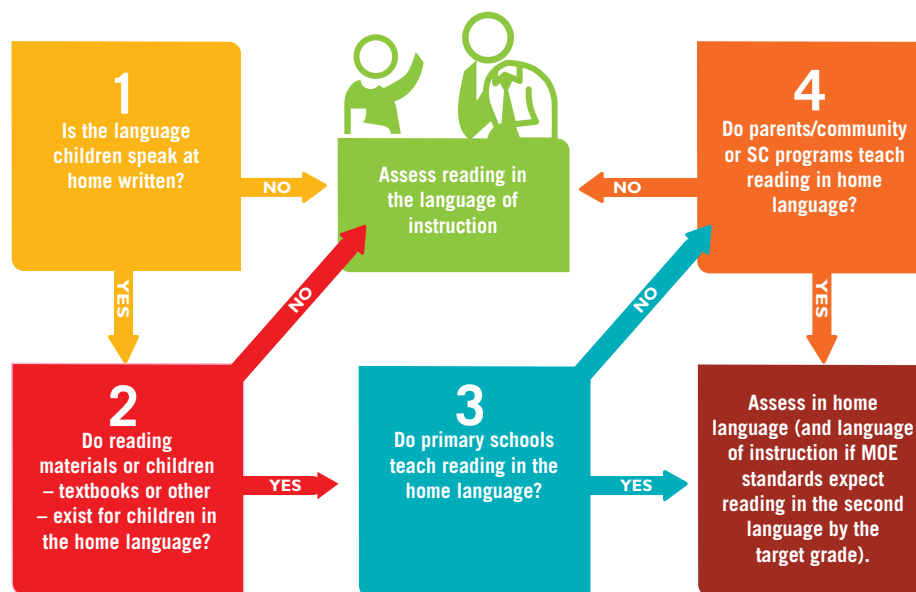 1
Is the language
children speak at
home written?
NO
YES
Assess reading in
the language of
instruction
4
Do parents/community
or SC programs teach
reading in home
language?
NO
YES
2
Do reading
materials or children
– textbooks or other
– exist for children in
the home language?
NO
YES
3
Do primary schools
teach reading in the
home language?
NO
YES
Assess in home
language (and language
of instruction if MOE
standards expect
reading in the second
language by the
target grade).